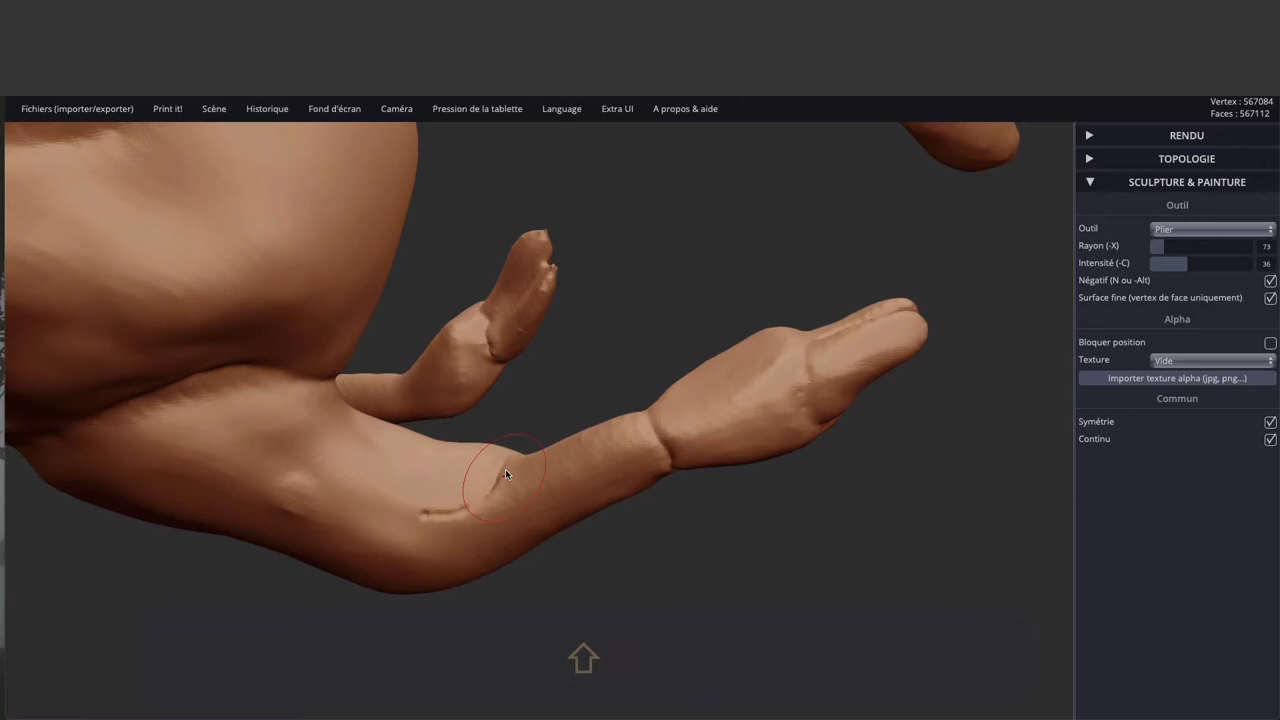 Fichiers (importer/exporter) Print it! Scène Historique Fond d'écran Caméra Pression de la tablette Language Extra UI A propos & aide
Vertex : 567084
Faces : 567112
RENDU
TOPOLOGIE
SCULPTURE & PAINTURE
Outil
Outil Plier
Rayon (-X) 73
Intensité (-C) 36
Négatif (N ou -Alt)
Surface fine (vertex de face uniquement)
Alpha
Bloquer position
Texture Vide
Importer texture alpha (jpg, png...)
Commun
Symétrie
Continu